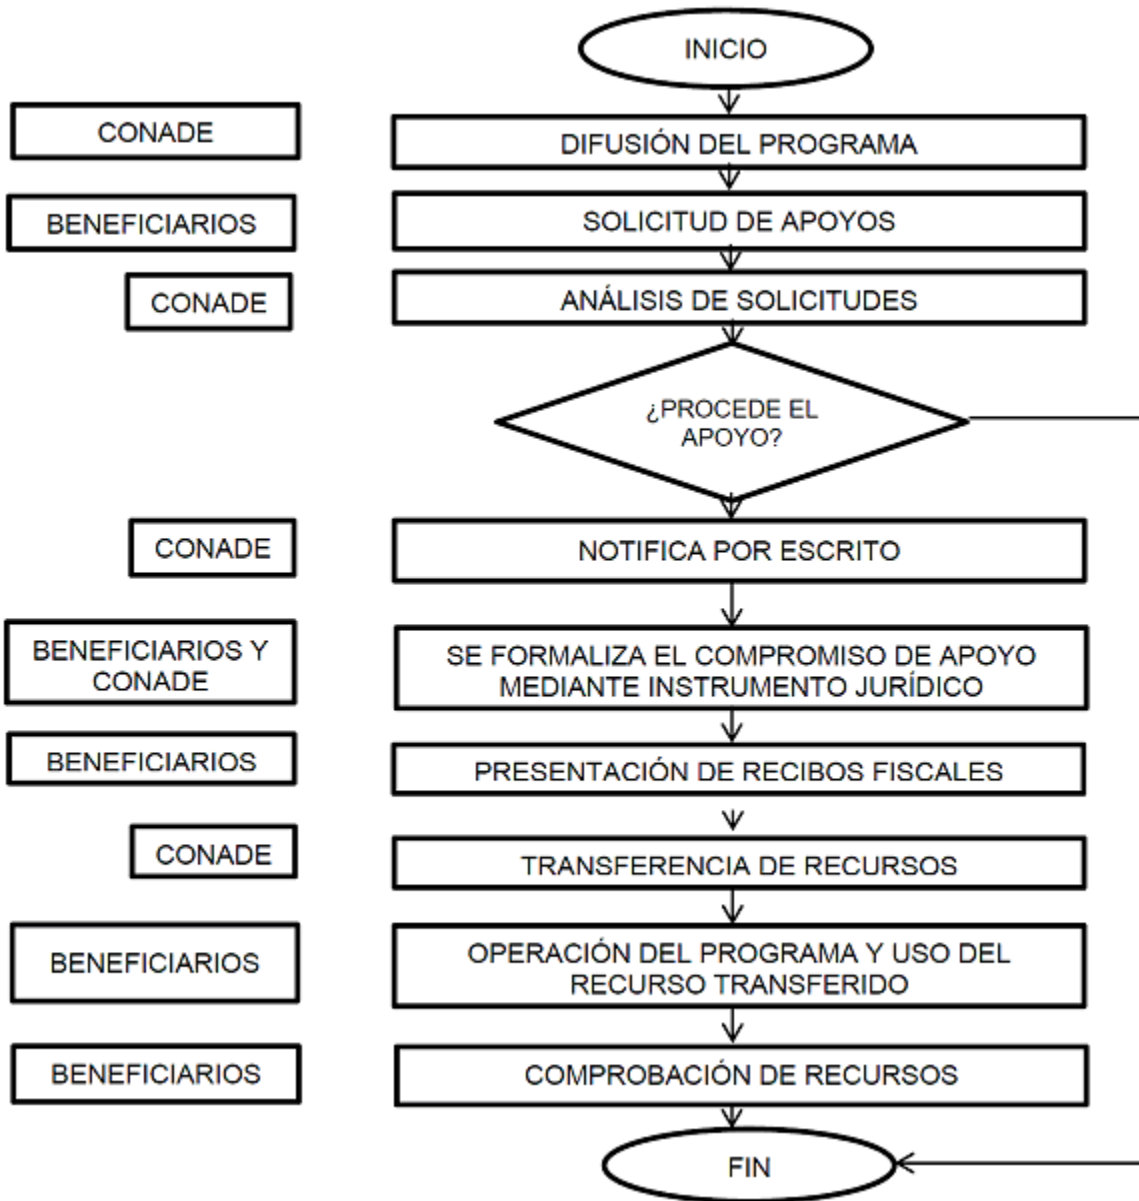 INICIO
CONADE
DIFUSIÓN DEL PROGRAMA
BENEFICIARIOS
SOLICITUD DE APOYOS
CONADE
ANÁLISIS DE SOLICITUDES
¿PROCEDE EL
APOYO?
CONADE
NOTIFICA POR ESCRITO
BENEFICIARIOS Y
CONADE
SE FORMALIZA EL COMPROMISO DE APOYO
MEDIANTE INSTRUMENTO JURÍDICO
BENEFICIARIOS
PRESENTACIÓN DE RECIBOS FISCALES
CONADE
TRANSFERENCIA DE RECURSOS
BENEFICIARIOS
OPERACIÓN DEL PROGRAMA Y USO DEL
RECURSO TRANSFERIDO
BENEFICIARIOS
COMPROBACIÓN DE RECURSOS
FIN